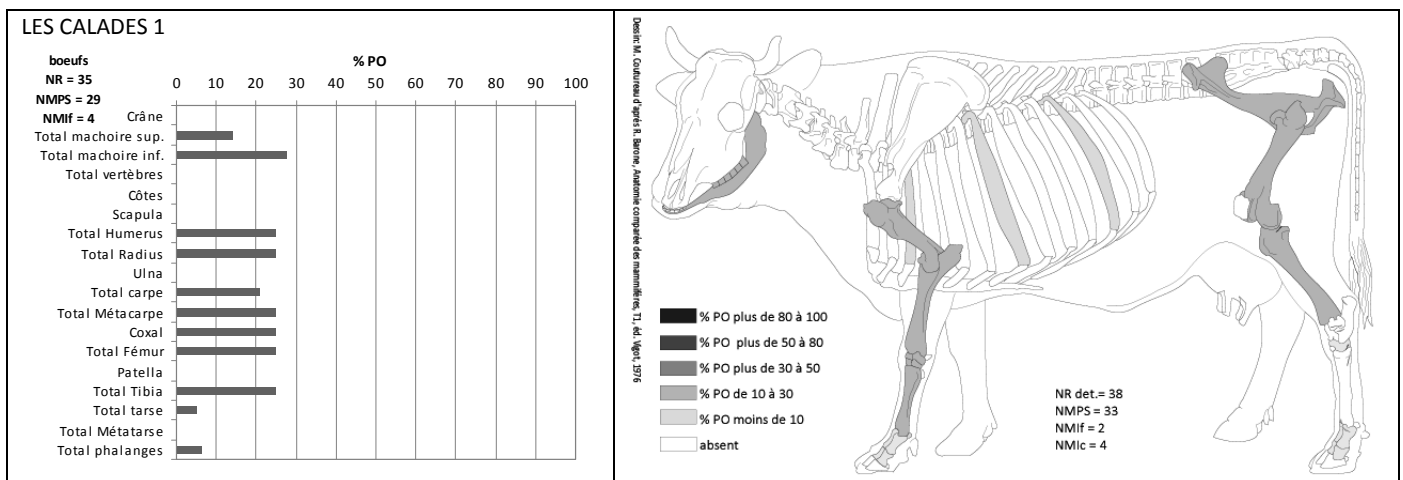 LES CALADES 1
boeufs
NR = 35
NMPS = 29
NMIf = 4
% PO
0 10 20 30 40 50 60 70 80 90 100
Crâne
Total machoire sup.
Total machoire inf.
Total vertèbres
Côtes
Scapula
Total Humerus
Total Radius
Ulna
Total carpe
Total Métacarpe
Coxal
Total Fémur
Patella
Total Tibia
Total tarse
Total Métatarse
Total phalanges
Dessin: M. Coutureau d'après R. Barone, Anatomie comparée des mammifères, T1, éd. Vigot, 1976
% PO plus de 80 à 100
% PO plus de 50 à 80
% PO plus de 30 à 50
% PO de 10 à 30
% PO moins de 10
absent
NR det.= 38
NMPS = 33
NMIf = 2
NMIc = 4